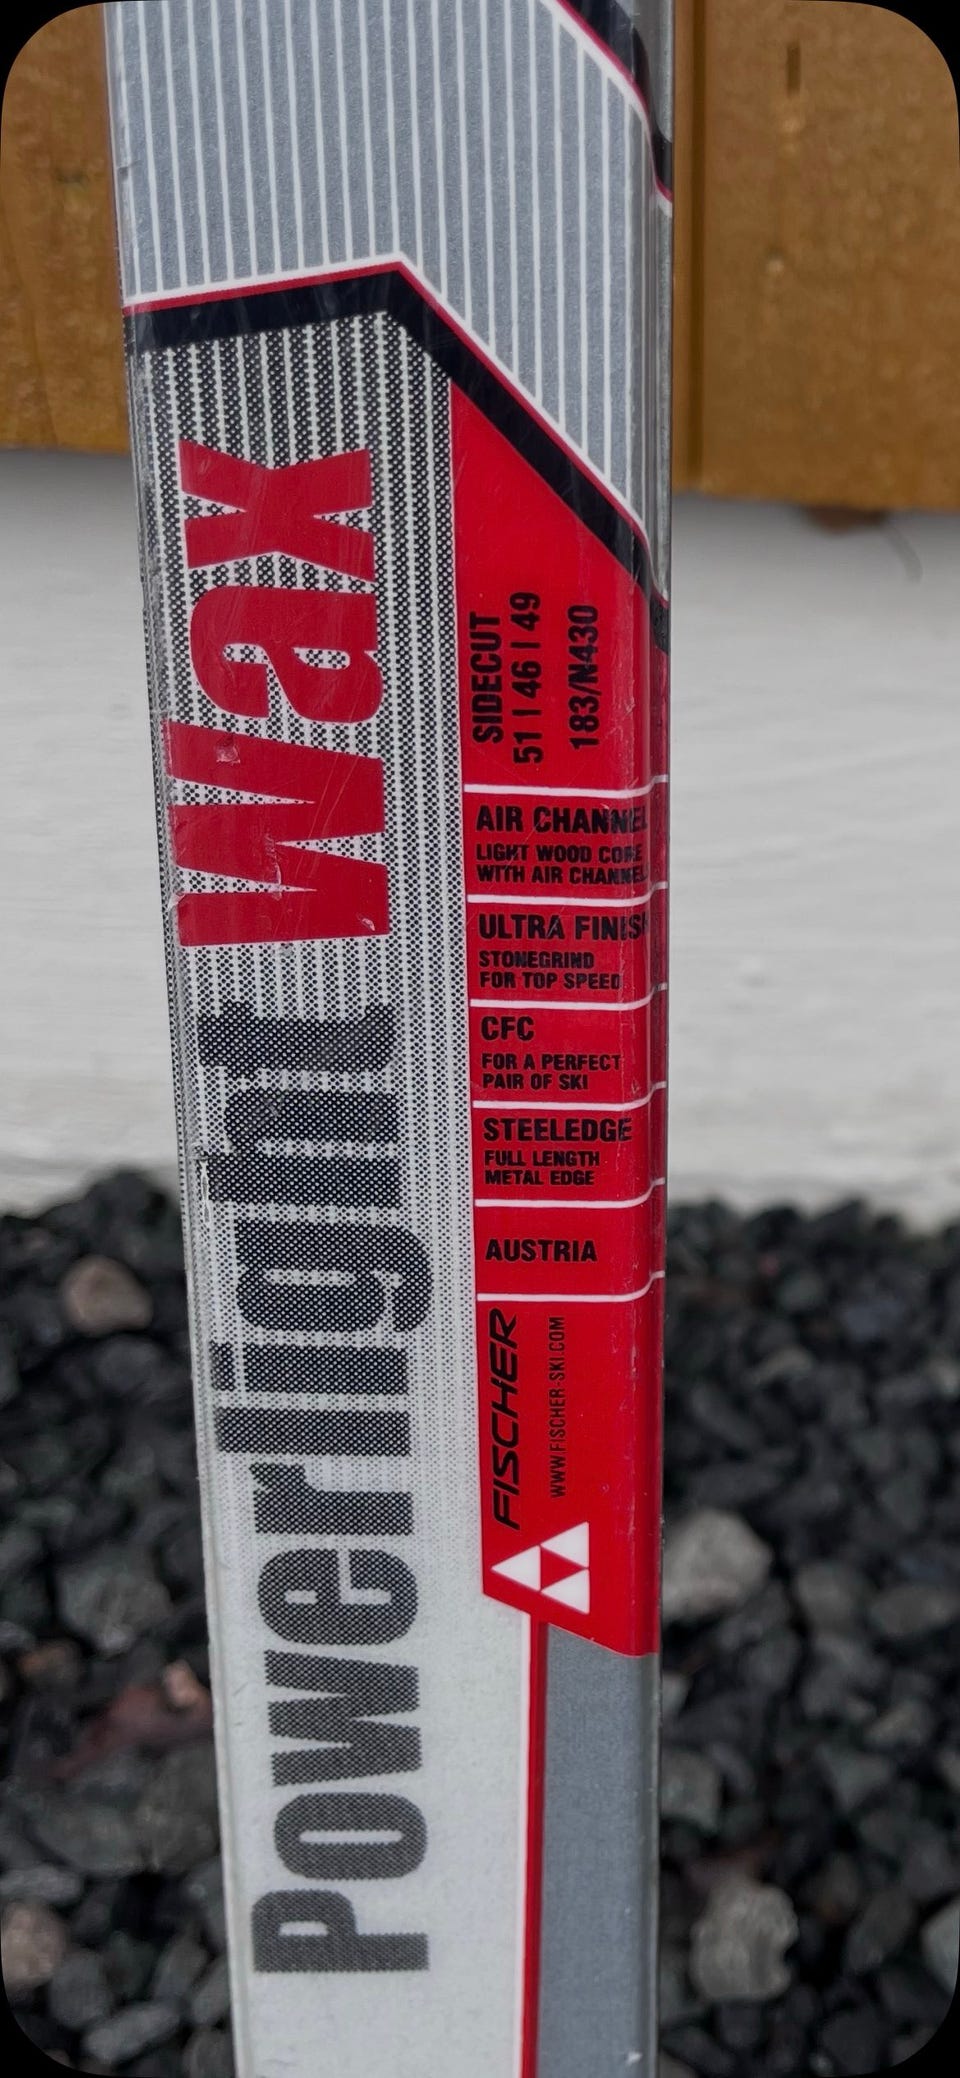 Powerlight Wax
SIDECUT
51 I 46 I 49
183/N430
AIR CHANNEL
LIGHT WOOD CORE
WITH AIR CHANNEL
ULTRA FINISH
STONEGRIND
FOR TOP SPEED
CFC
FOR A PERFECT
PAIR OF SKI
STEELEDGE
FULL LENGTH
METAL EDGE
AUSTRIA
FISCHER
WWW.FISCHER-SKI.COM